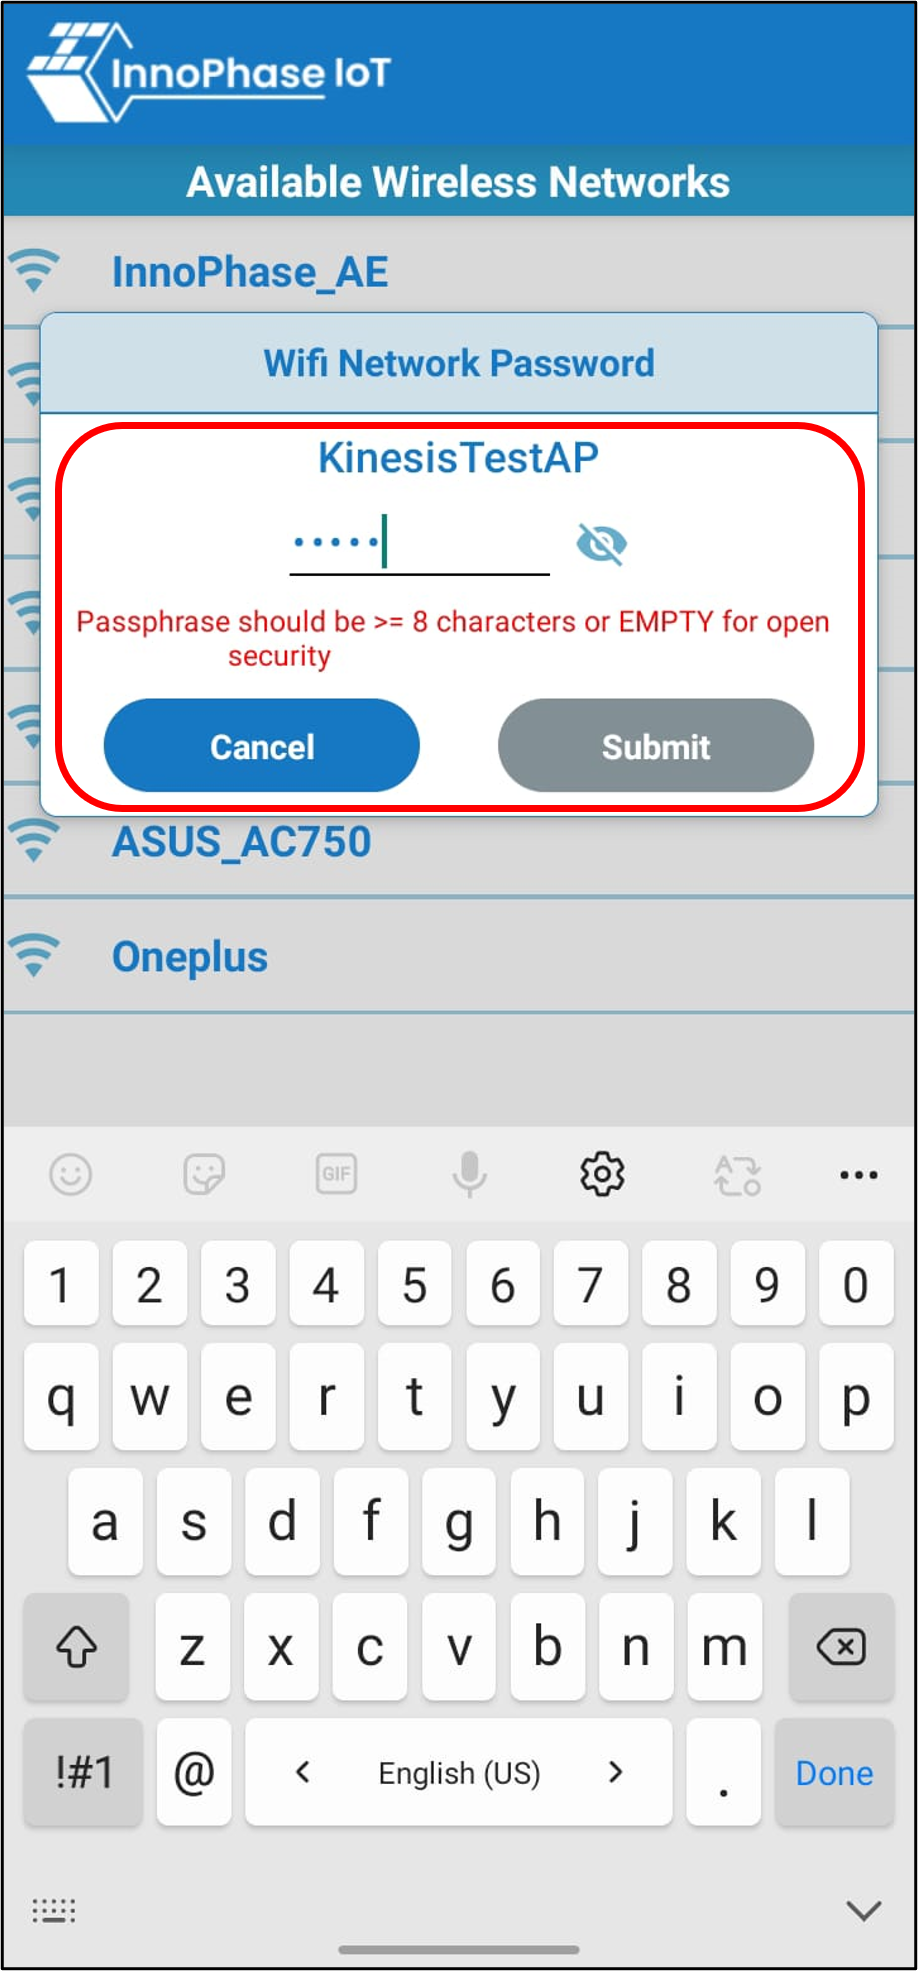 InnoPhase IoT
Available Wireless Networks
InnoPhase_AE
Wifi Network Password
KinesisTestAP
•••••
Passphrase should be >= 8 characters or EMPTY for open
security
Cancel Submit
ASUS_AC750
Oneplus
GIF
1 2 3 4 5 6 7 8 9 0
q w e r t y u i o p
a s d f g h j k l
z x c v b n m
!#1 @ < English (US) > . Done